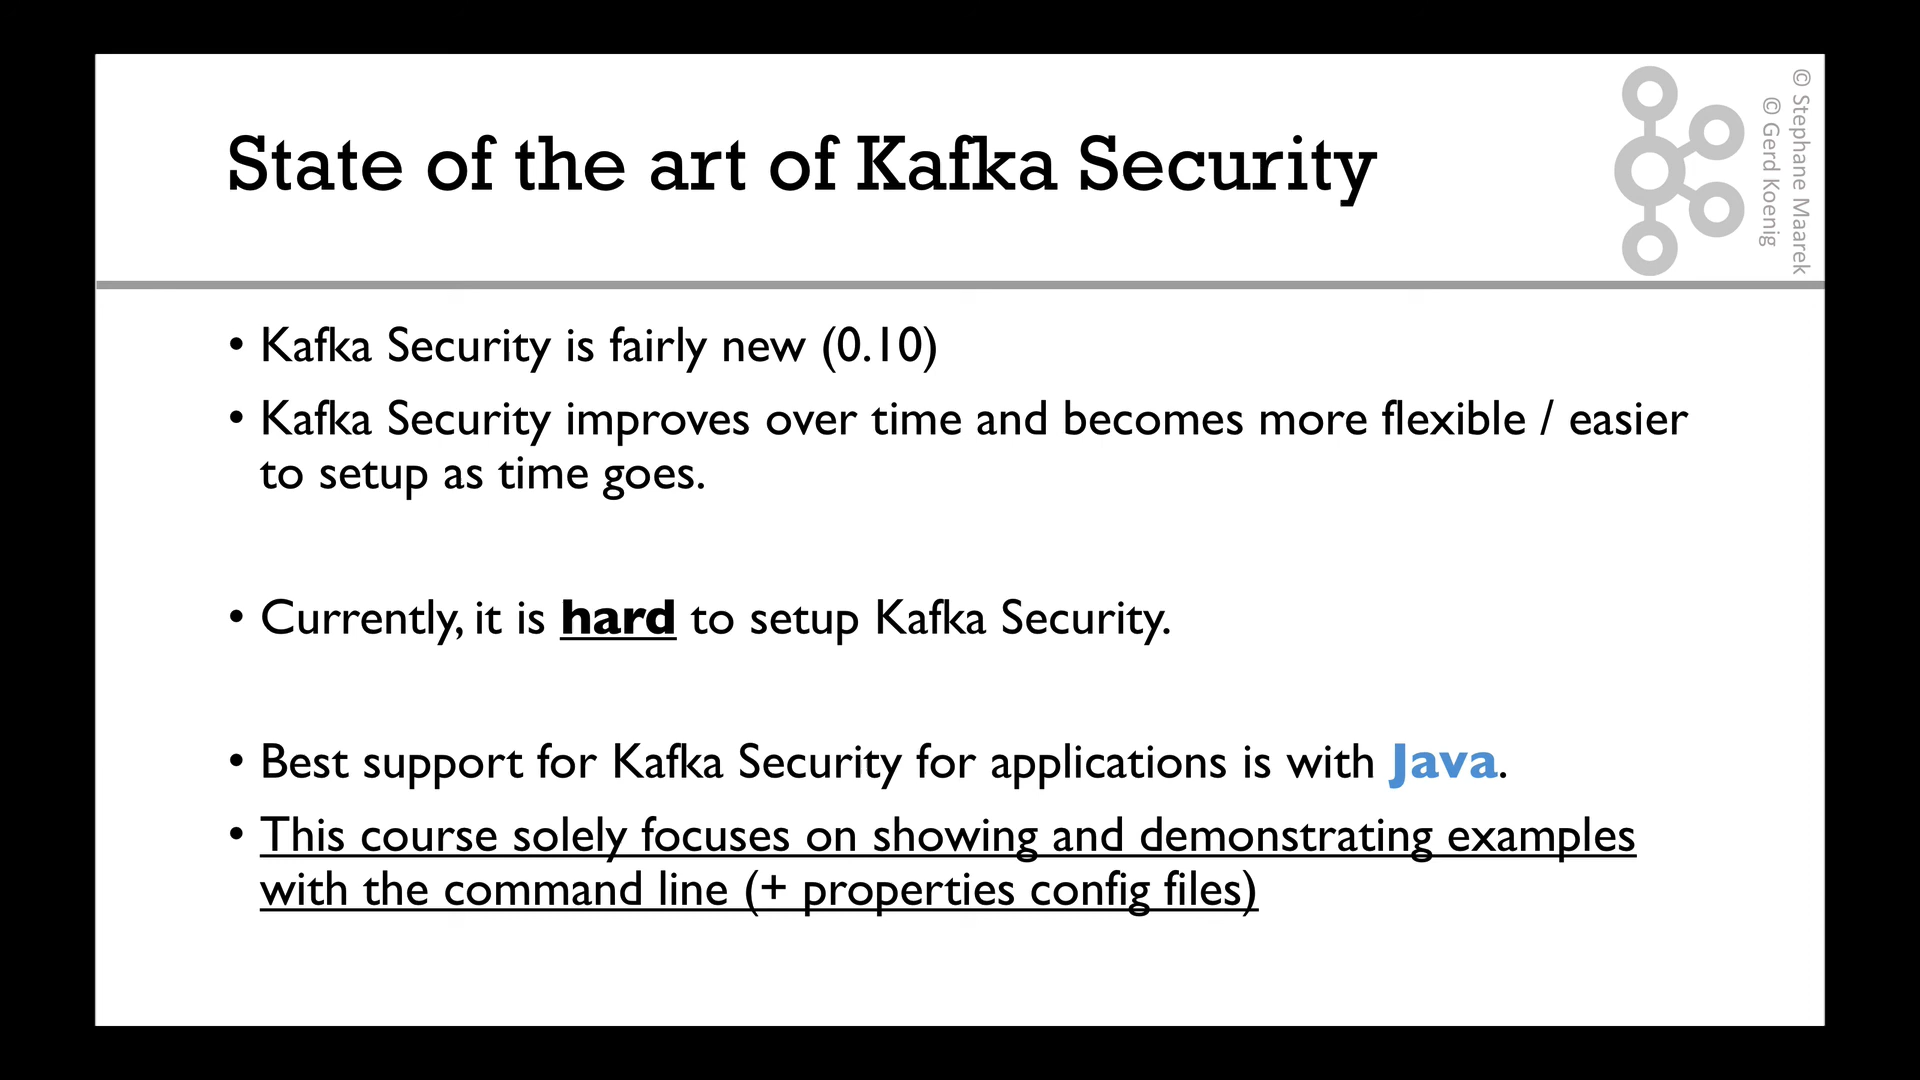 State of the art of Kafka Security
© Stephane Maarek
© Gerd Koenig
• Kafka Security is fairly new (0.10)
• Kafka Security improves over time and becomes more flexible / easier
to setup as time goes.
• Currently, it is hard to setup Kafka Security.
• Best support for Kafka Security for applications is with Java.
• This course solely focuses on showing and demonstrating examples
with the command line (+ properties config files)